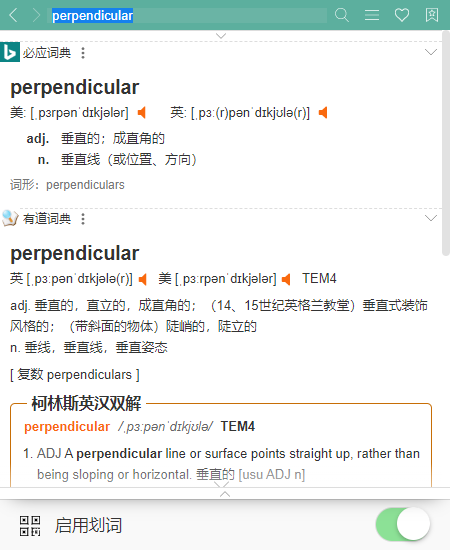 perpendicular
必应词典
perpendicular
美: [ˌpɜrpənˈdɪkjələr] 英: [ˌpɜː(r)pənˈdɪkjʊlə(r)]
adj. 垂直的；成直角的
n. 垂直线（或位置、方向）
词形：perpendiculars
有道词典
perpendicular
英 [ˌpɜːpənˈdɪkjələ(r)] 美 [ˌpɜːrpənˈdɪkjələr] TEM4
adj. 垂直的，直立的，成直角的；（14、15世纪英格兰教堂）垂直式装饰
风格的；（带斜面的物体）陡峭的，陡立的
n. 垂线，垂直线，垂直姿态
[ 复数 perpendiculars ]
柯林斯英汉双解
perpendicular /ˌpɜːpənˈdɪkjʊlə/ TEM4
1. ADJ A perpendicular line or surface points straight up, rather than
being sloping or horizontal. 垂直的 [usu ADJ n]
启用划词